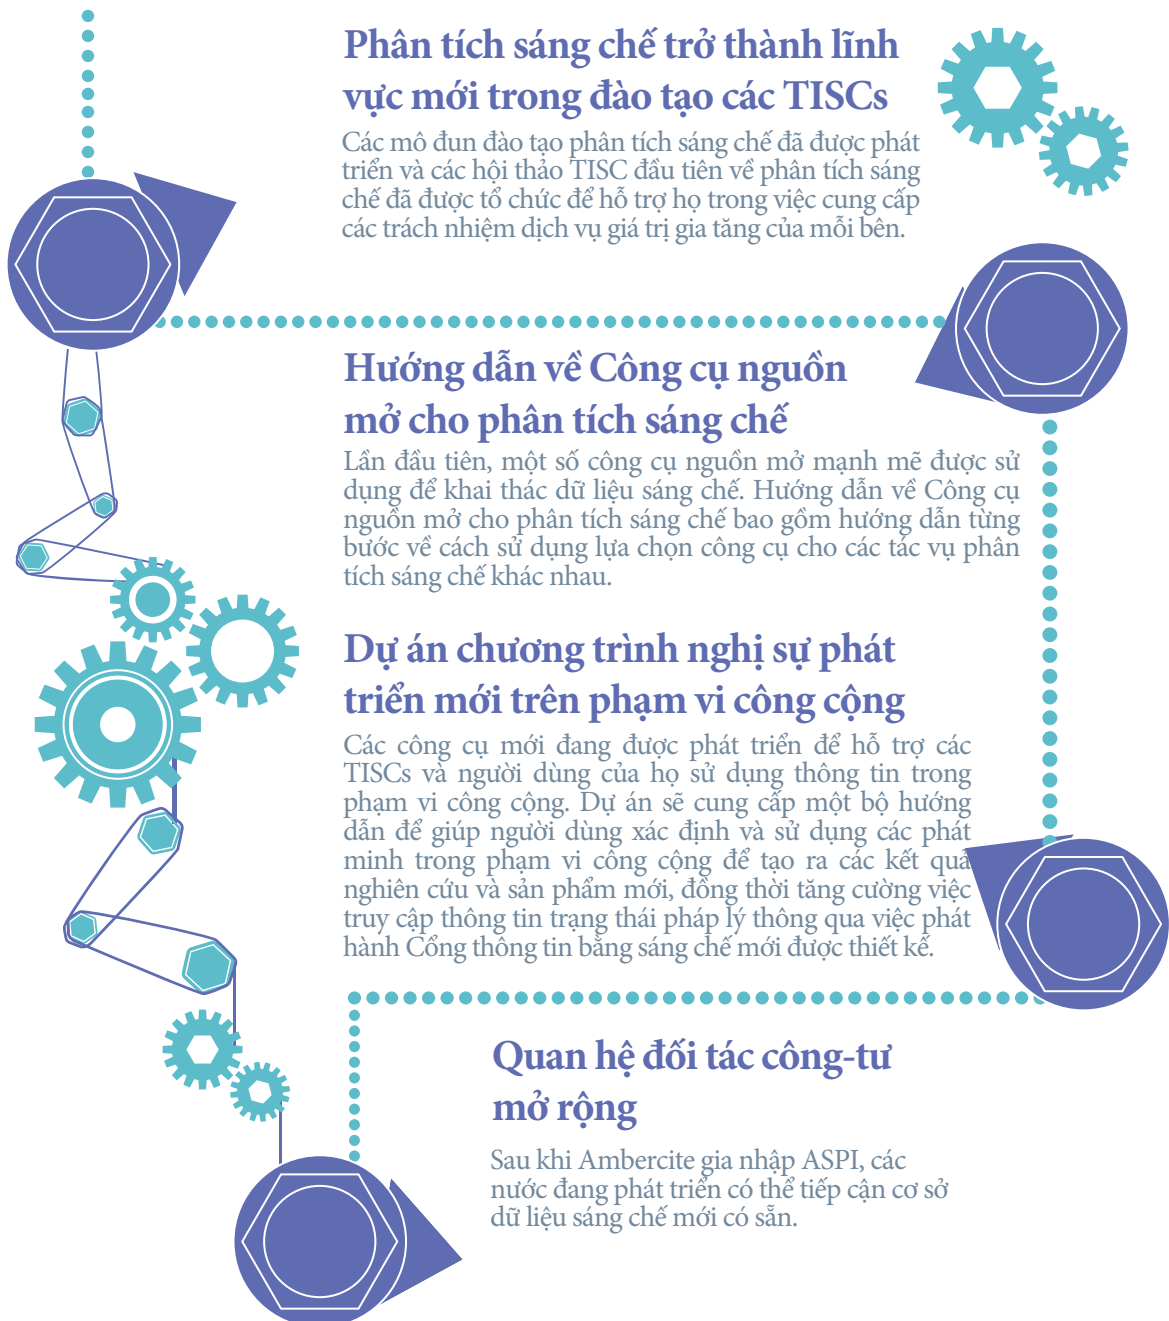 Phân tích sáng chế trở thành lĩnh
vực mới trong đào tạo các TISCs
Các mô đun đào tạo phân tích sáng chế đã được phát
triển và các hội thảo TISC đầu tiên về phân tích sáng
chế đã được tổ chức để hỗ trợ họ trong việc cung cấp
các trách nhiệm dịch vụ giá trị gia tăng của mỗi bên.
Hướng dẫn về Công cụ nguồn
mở cho phân tích sáng chế
Lần đầu tiên, một số công cụ nguồn mở mạnh mẽ được sử
dụng để khai thác dữ liệu sáng chế. Hướng dẫn về Công cụ
nguồn mở cho phân tích sáng chế bao gồm hướng dẫn từng
bước về cách sử dụng lựa chọn công cụ cho các tác vụ phân
tích sáng chế khác nhau.
Dự án chương trình nghị sự phát
triển mới trên phạm vi công cộng
Các công cụ mới đang được phát triển để hỗ trợ các
TISCs và người dùng của họ sử dụng thông tin trong
phạm vi công cộng. Dự án sẽ cung cấp một bộ hướng
dẫn để giúp người dùng xác định và sử dụng các phát
minh trong phạm vi công cộng để tạo ra các kết quả
nghiên cứu và sản phẩm mới, đồng thời tăng cường việc
truy cập thông tin trạng thái pháp lý thông qua việc phát
hành Cổng thông tin bằng sáng chế mới được thiết kế.
Quan hệ đối tác công-tư
mở rộng
Sau khi Ambercite gia nhập ASPI, các
nước đang phát triển có thể tiếp cận cơ sở
dữ liệu sáng chế mới có sẵn.